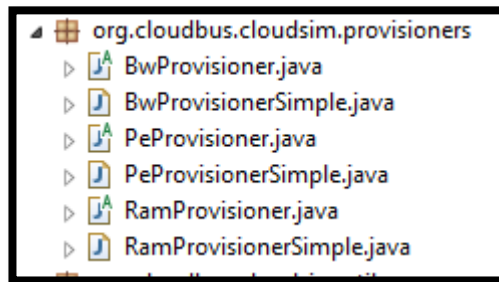 org.cloudbus.cloudsim.provisioners
BwProvisioner.java
BwProvisionerSimple.java
PeProvisioner.java
PeProvisionerSimple.java
RamProvisioner.java
RamProvisionerSimple.java